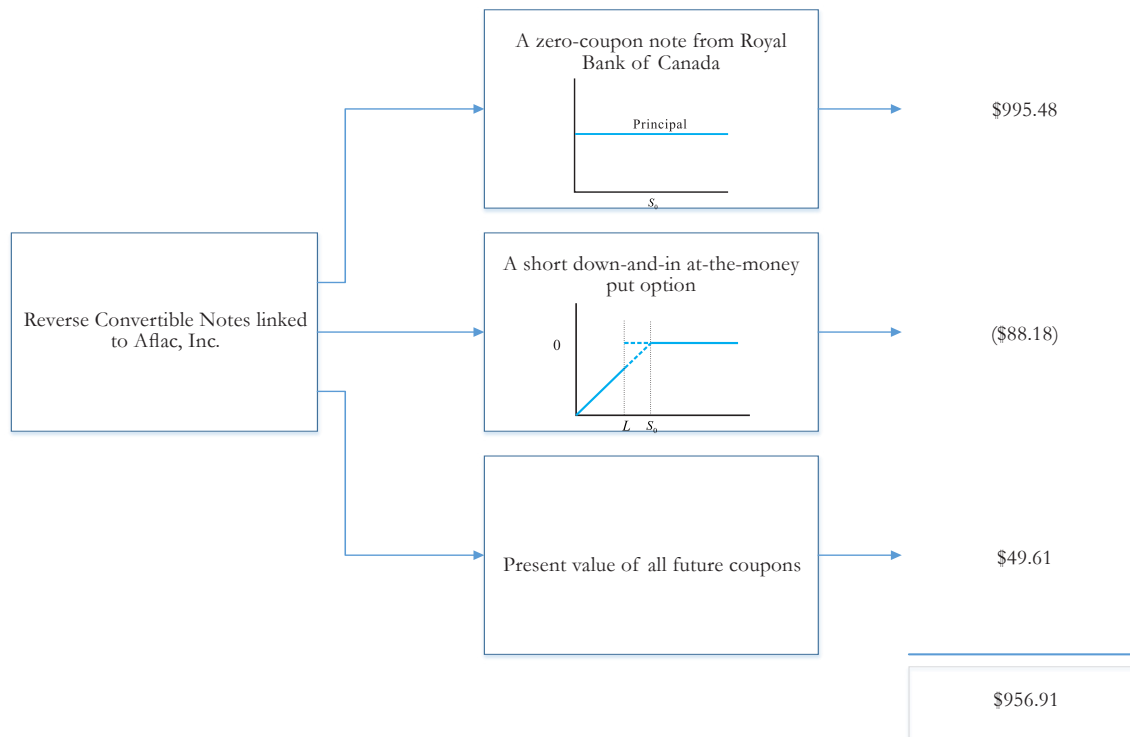 A zero-coupon note from Royal
Bank of Canada
Principal
S₀
$995.48
Reverse Convertible Notes linked
to Aflac, Inc.
A short down-and-in at-the-money
put option
0
L S₀
($88.18)
Present value of all future coupons
$49.61
$956.91